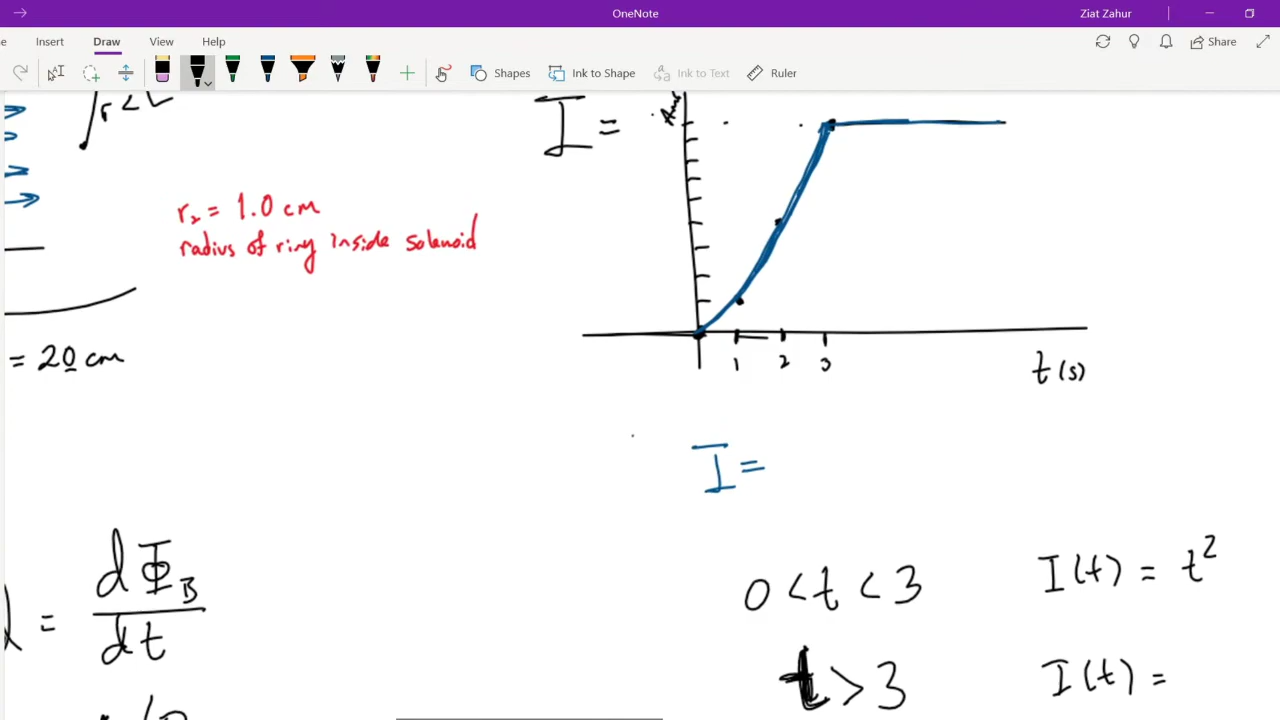 OneNote
Ziat Zahur
Insert Draw View Help
Share
Shapes
Ink to Shape
Ink to Text
Ruler
r <
I =
r₂ = 1.0 cm
radius of ring inside solenoid
1 2 3
t (s)
= 20 cm
I =
dΦ_B
= 
dt
0 < t < 3 I(t) = t²
t > 3 I(t) =